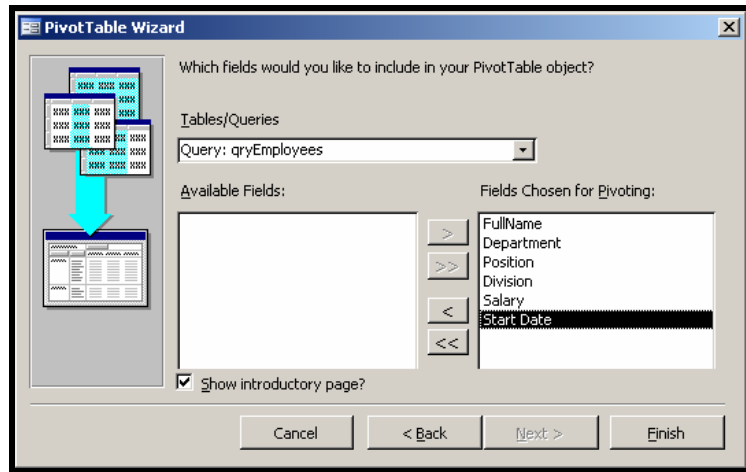 PivotTable Wizard
Which fields would you like to include in your PivotTable object?
Tables/Queries
Query: qryEmployees
Available Fields:
Fields Chosen for Pivoting:
FullName
Department
Position
Division
Salary
Start Date
>
>>
<
<<
Show introductory page?
Cancel
< Back
Next >
Finish